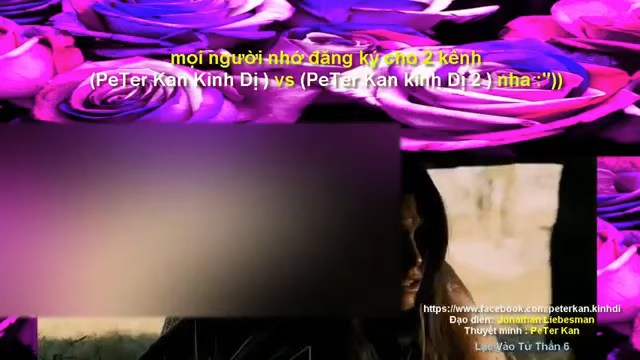 mọi người nhớ đăng ký cho 2 kênh
(PeTer Kan Kinh Dị ) vs (PeTer Kan kinh Dị 2 ) nha :"))
https://www.facebook.com/peterkan.kinhdi
Đạo diễn: Jonathan Liebesman
Thuyết minh : PeTer Kan
Lạc Vào Tử Thần 6